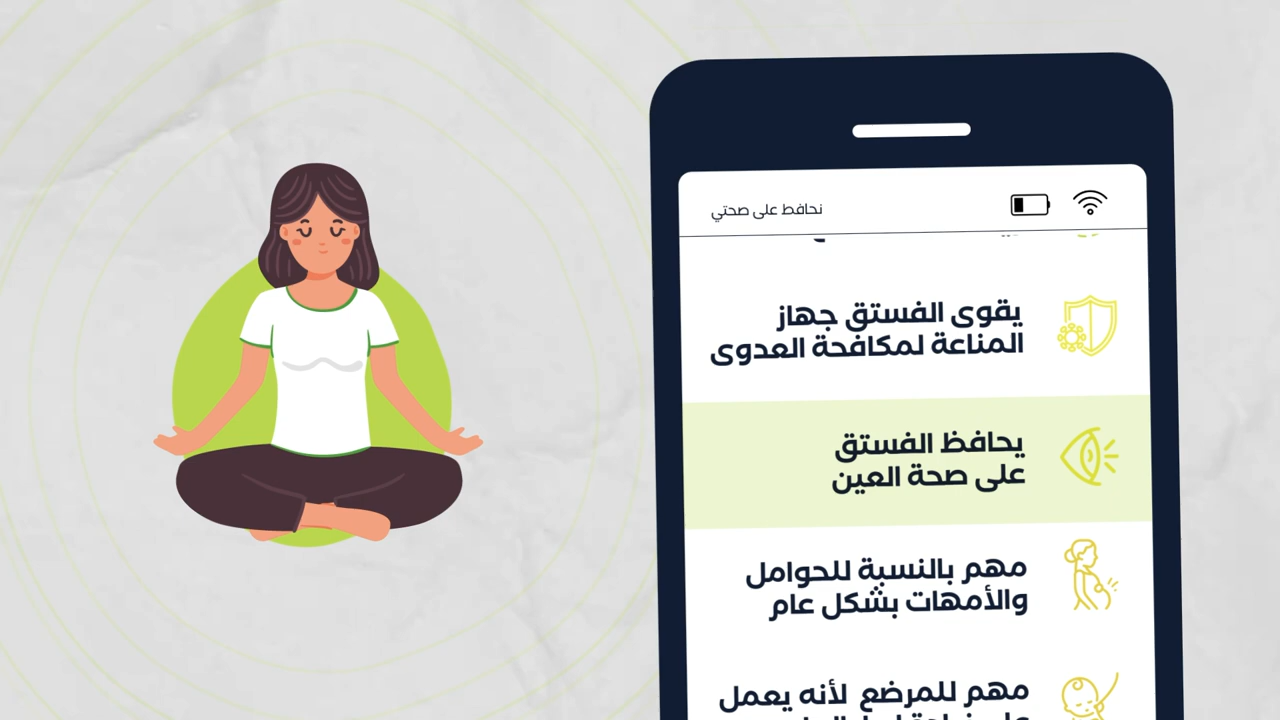 نحافط على صحتي
يقوى الفستق جهاز
المناعة لمكافحة العدوى
يحافظ الفستق
على صحة العين
مهم بالنسبة للحوامل
والأمهات بشكل عام
مهم للمرضع لأنه يعمل